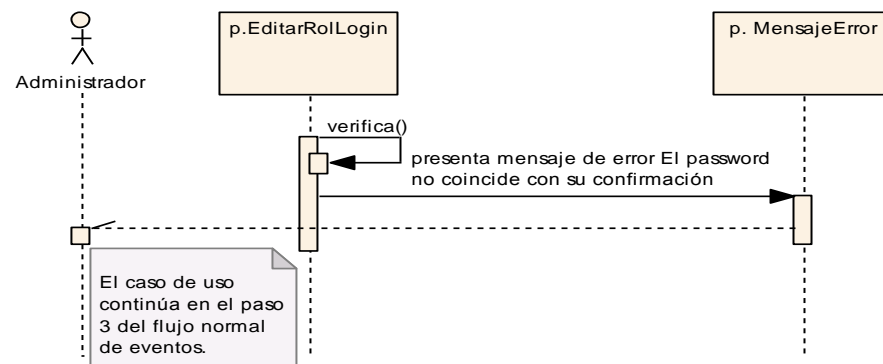 p.EditarRolLogin
p. MensajeError
Administrador
verifica()
presenta mensaje de error El password
no coincide con su confirmación
El caso de uso
continúa en el paso
3 del flujo normal
de eventos.